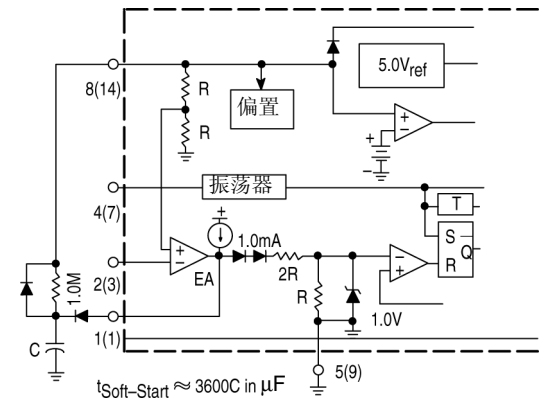 8(14)
R
R
偏置
5.0Vref
+
−
+
−
振荡器
4(7)
T
S
Q
R
+
1.0mA
2(3)
+
−
EA
2R
R
−
+
1.0V
1.0M
1(1)
C
5(9)
tSoft–Start ≈ 3600C in µF